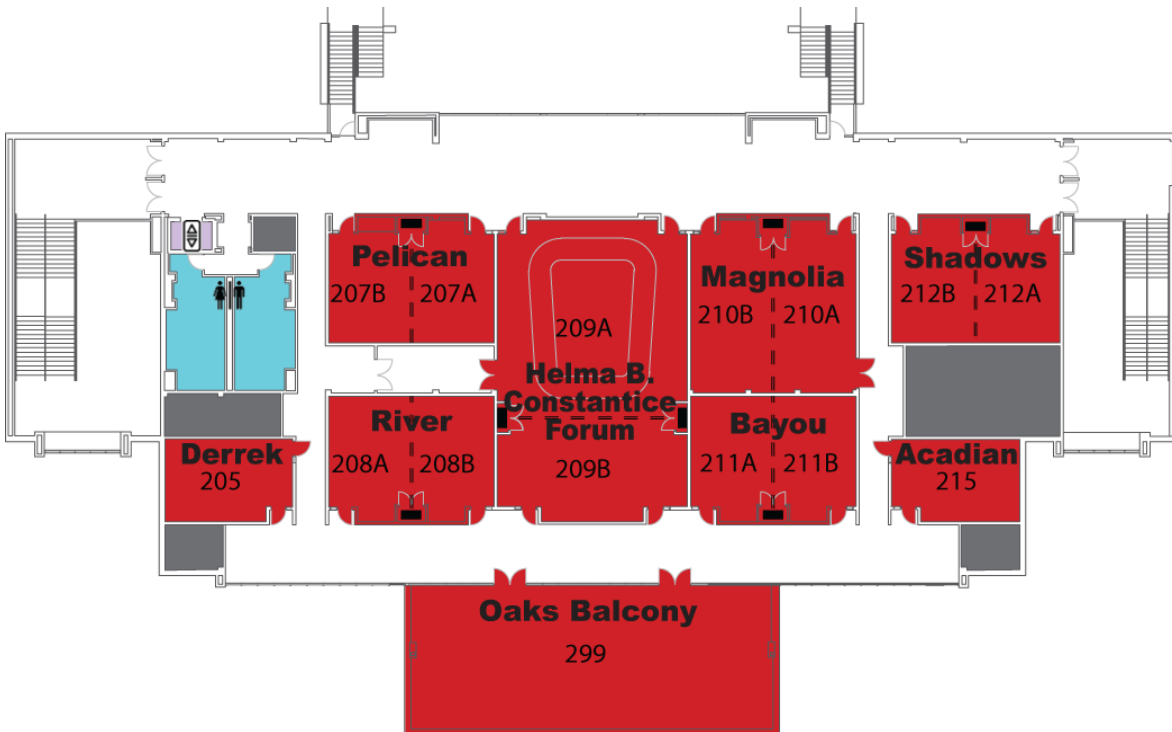 Pelican
207B 207A
209A
Magnolia
210B 210A
Shadows
212B 212A
Helma B.
Constantice
Forum
209B
River
208A 208B
Bayou
211A 211B
Derrek
205
Acadian
215
Oaks Balcony
299